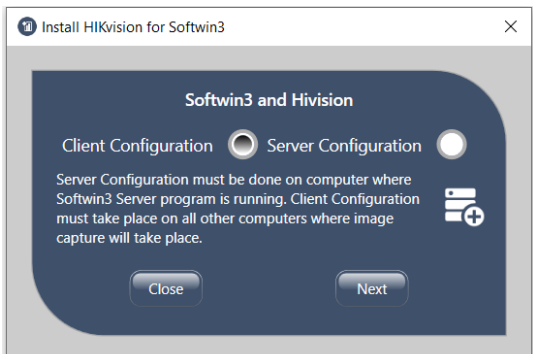 Install HIKvision for Softwin3
Softwin3 and Hivision
Client Configuration Server Configuration
Server Configuration must be done on computer where
Softwin3 Server program is running. Client Configuration
must take place on all other computers where image
capture will take place.
Close Next